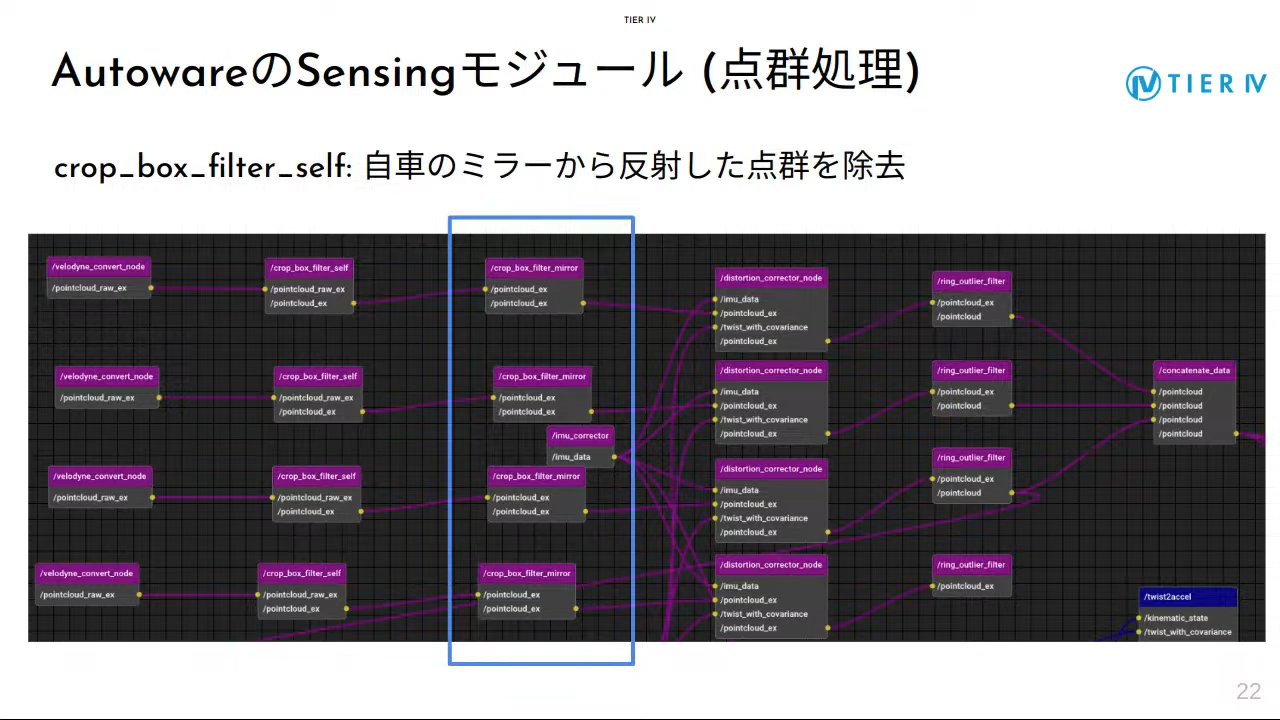 TIER IV
AutowareのSensingモジュール (点群処理)
TIER IV
crop_box_filter_self: 自車のミラーから反射した点群を除去
/velodyne_convert_node
/pointcloud_raw_ex
/crop_box_filter_self
/pointcloud_raw_ex
/pointcloud_ex
/crop_box_filter_mirror
/pointcloud_ex
/pointcloud_ex
/distortion_corrector_node
/imu_data
/pointcloud_ex
/twist_with_covariance
/pointcloud_ex
/ring_outlier_filter
/pointcloud_ex
/pointcloud
/velodyne_convert_node
/pointcloud_raw_ex
/crop_box_filter_self
/pointcloud_raw_ex
/pointcloud_ex
/crop_box_filter_mirror
/pointcloud_ex
/pointcloud_ex
/imu_corrector
/imu_data
/distortion_corrector_node
/imu_data
/pointcloud_ex
/twist_with_covariance
/pointcloud_ex
/ring_outlier_filter
/pointcloud_ex
/pointcloud
/concatenate_data
/pointcloud
/pointcloud
/pointcloud
/pointcloud
/velodyne_convert_node
/pointcloud_raw_ex
/crop_box_filter_self
/pointcloud_raw_ex
/pointcloud_ex
/crop_box_filter_mirror
/pointcloud_ex
/pointcloud_ex
/distortion_corrector_node
/imu_data
/pointcloud_ex
/twist_with_covariance
/pointcloud_ex
/ring_outlier_filter
/pointcloud_ex
/pointcloud
/velodyne_convert_node
/pointcloud_raw_ex
/crop_box_filter_self
/pointcloud_raw_ex
/pointcloud_ex
/crop_box_filter_mirror
/pointcloud_ex
/pointcloud_ex
/distortion_corrector_node
/imu_data
/pointcloud_ex
/twist_with_covariance
/pointcloud_ex
/ring_outlier_filter
/pointcloud_ex
/twist2accel
/kinematic_state
/twist_with_covariance
22